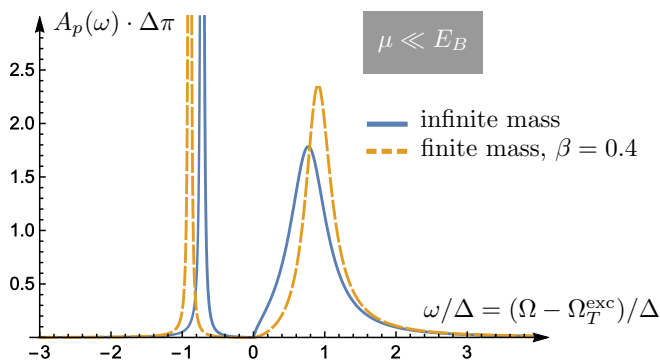 A_p(ω) · Δπ
μ ≪ E_B
infinite mass
finite mass, β = 0.4
2.5
2.0
1.5
1.0
0.5
ω/Δ = (Ω − Ω_T^exc)/Δ
-3 -2 -1 0 1 2 3